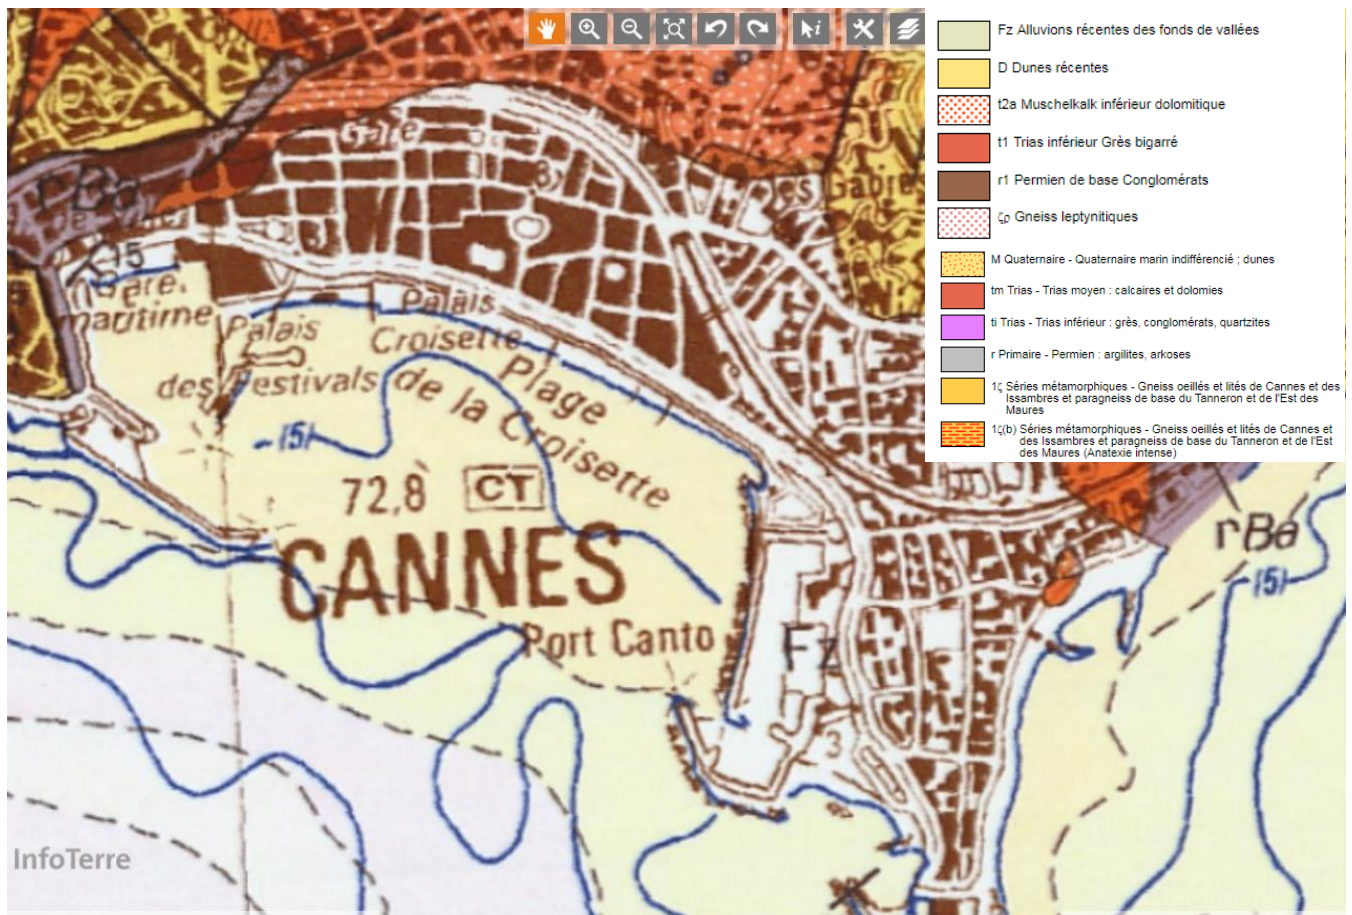 Fz Alluvions récentes des fonds de vallées
D Dunes récentes
t2a Muschelkalk inférieur dolomitique
t1 Trias inférieur Grès bigarré
r1 Permien de base Conglomérats
ζρ Gneiss leptynitiques
M Quaternaire - Quaternaire marin indifférencié ; dunes
tm Trias - Trias moyen : calcaires et dolomies
ti Trias - Trias inférieur : grès, conglomérats, quartzites
r Primaire - Permien : argilites, arkoses
1ζ Séries métamorphiques - Gneiss oeillés et lités de Cannes et des
Issambres et paragneiss de base du Tanneron et de l'Est des
Maures
1ζ(b) Séries métamorphiques - Gneiss oeillés et lités de Cannes et
des Issambres et paragneiss de base du Tanneron et de l'Est
des Maures (Anatexie intense)
Gare
rBa
3
Gabres
15
Gare
maritime
Palais
des Festivals
Palais
Croisette
Plage
de la Croisette
(5)
72,8
CT
CANNES
Port Canto
Fz
3
rBa
(5)
InfoTerre